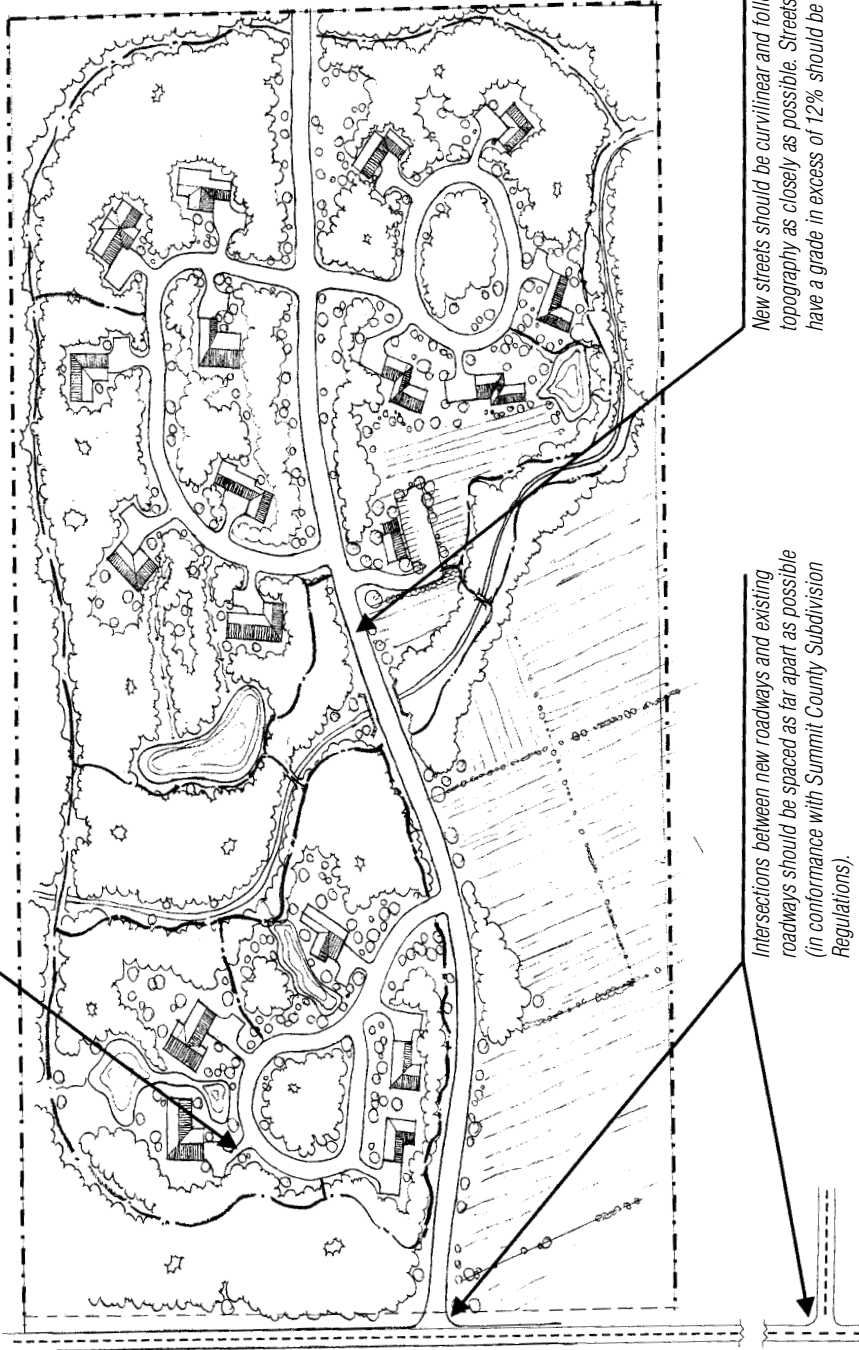 New streets should be curvilinear and foll
topography as closely as possible. Streets
have a grade in excess of 12% should be
Intersections between new roadways and existing
roadways should be spaced as far apart as possible
(in conformance with Summit County Subdivision
Regulations).